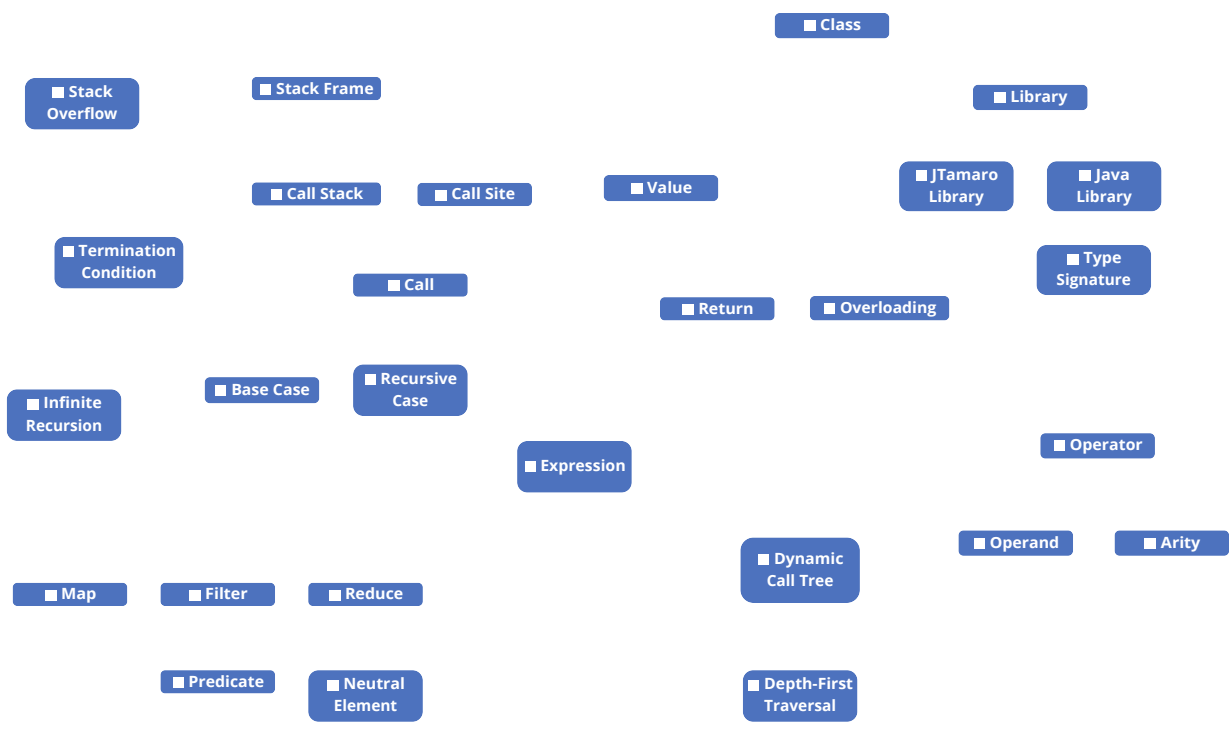 Class
Stack
Overflow
Stack Frame
Library
Call Stack
Call Site
Value
JTamaro
Library
Java
Library
Termination
Condition
Call
Type
Signature
Return
Overloading
Base Case
Recursive
Case
Infinite
Recursion
Expression
Operator
Operand
Arity
Dynamic
Call Tree
Map
Filter
Reduce
Predicate
Neutral
Element
Depth-First
Traversal